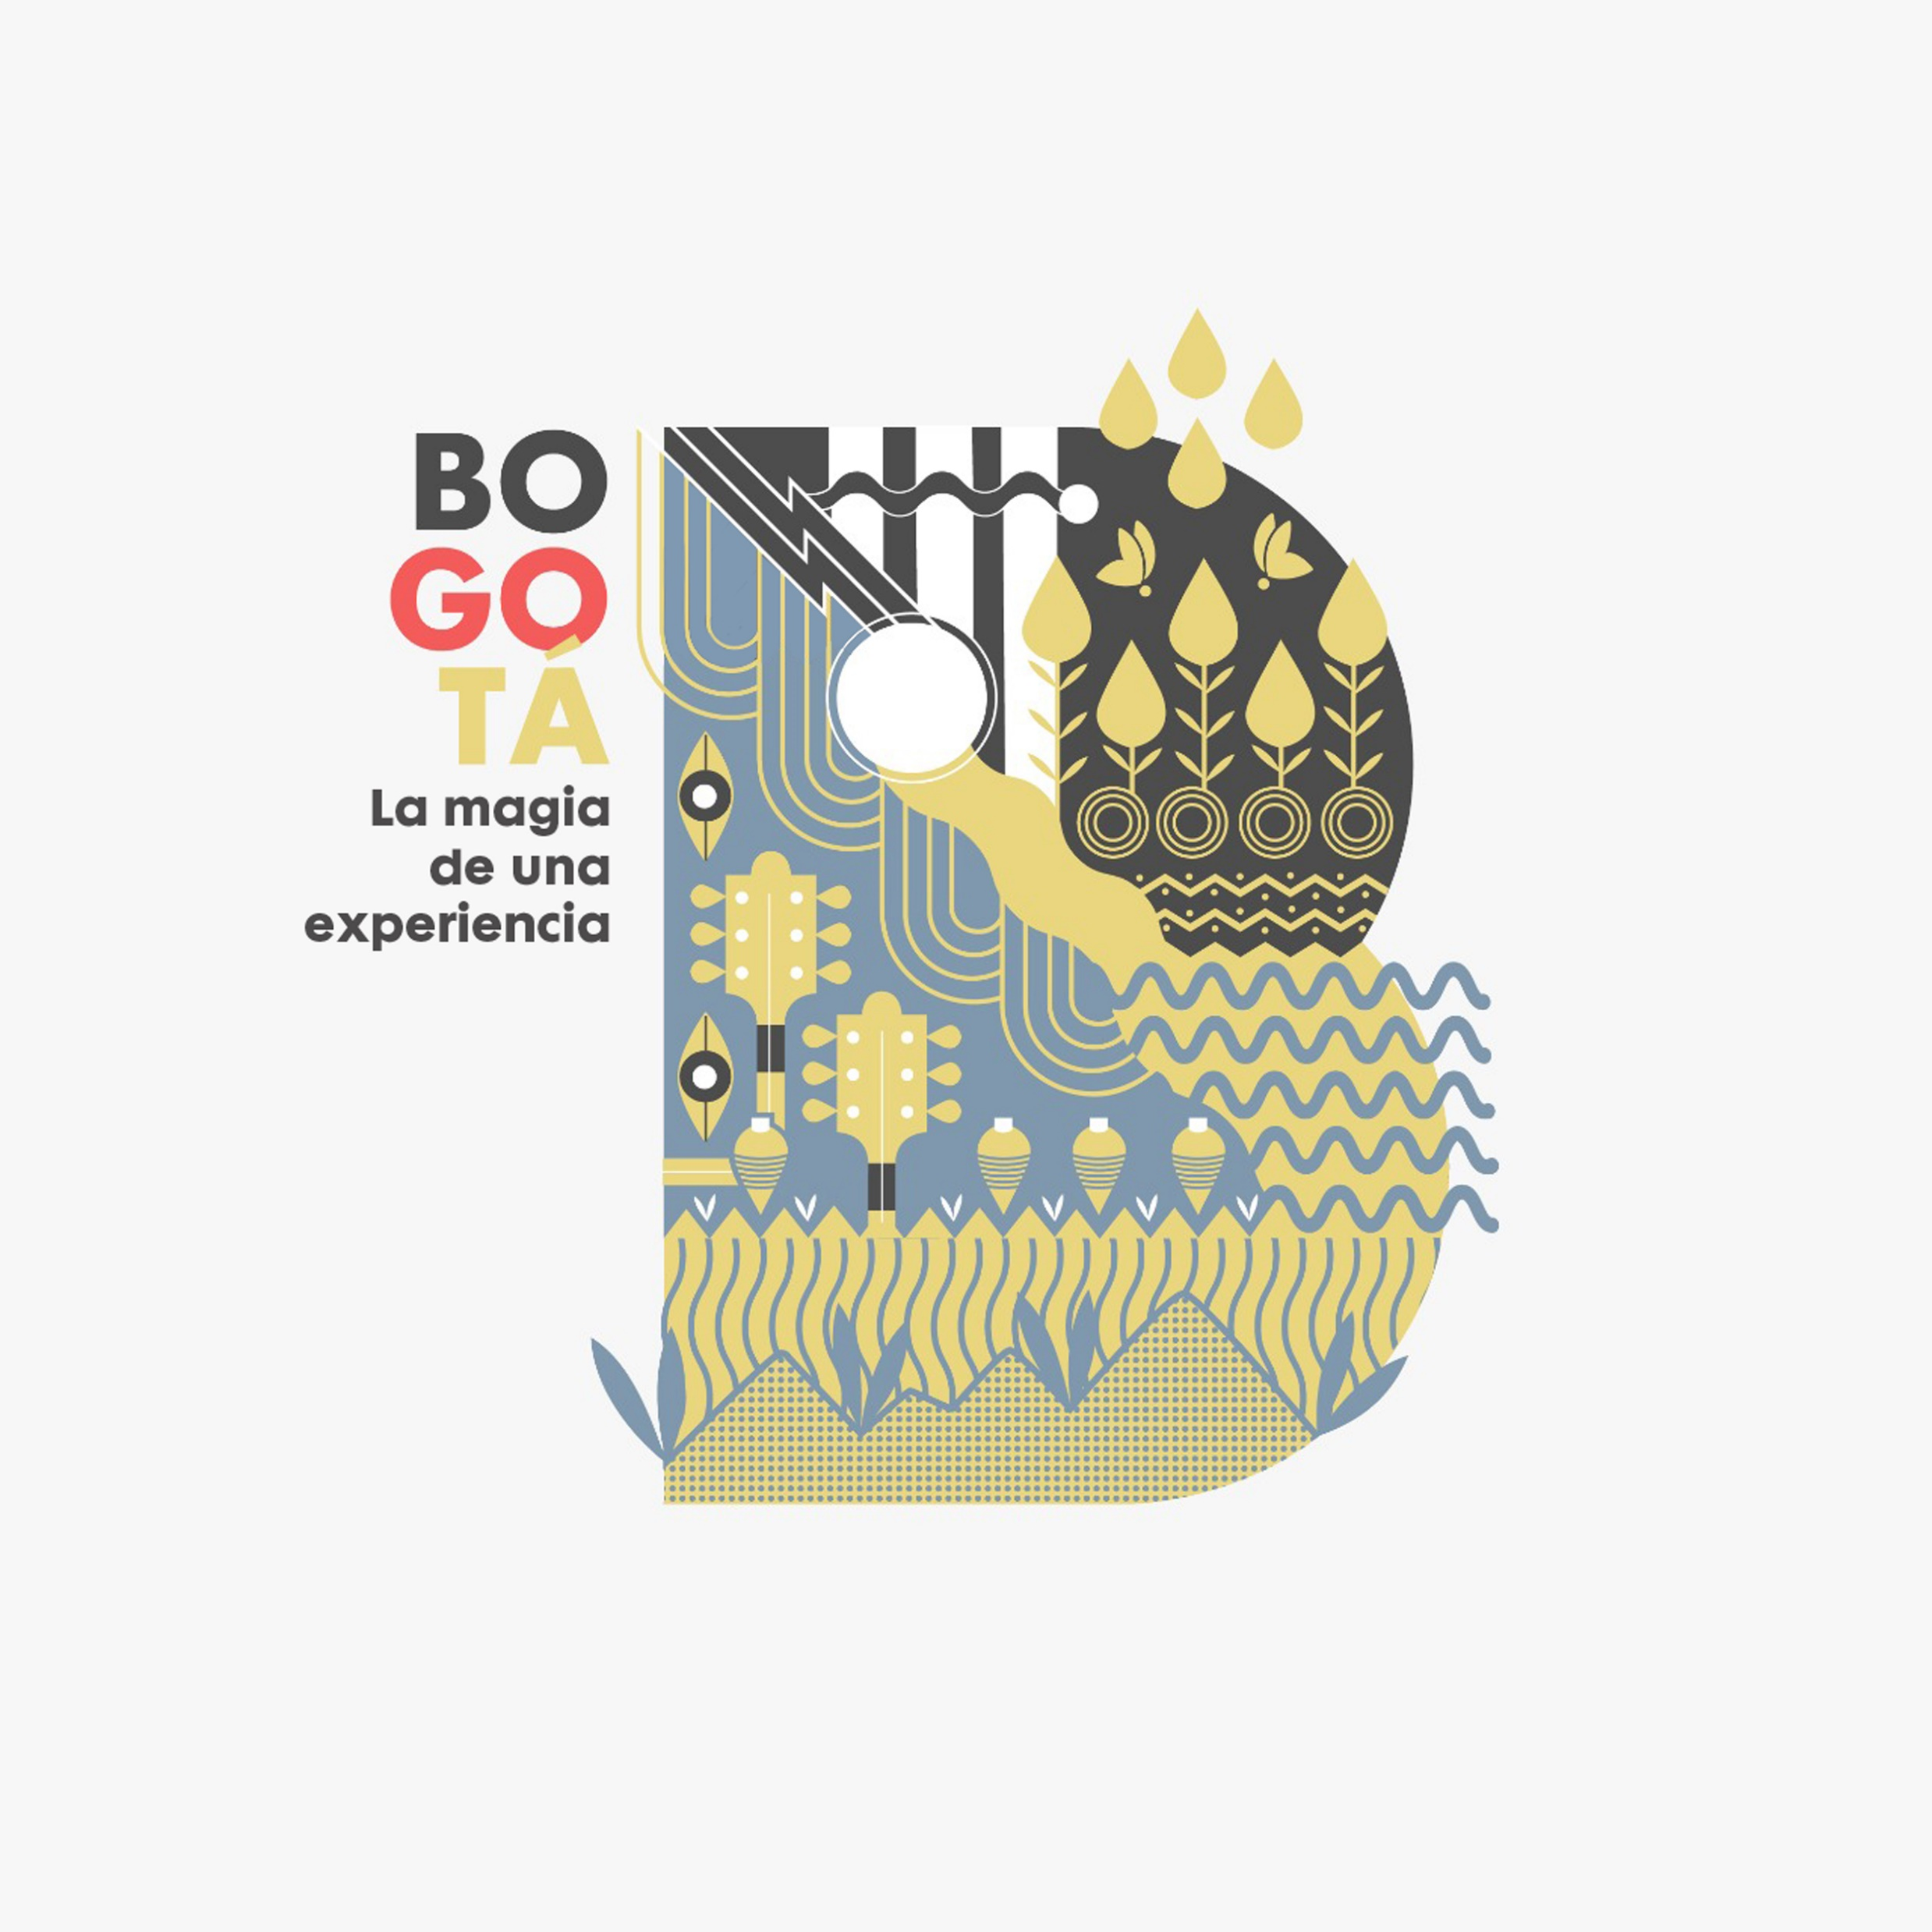 BO
GO
TÁ
La magia
de una
experiencia